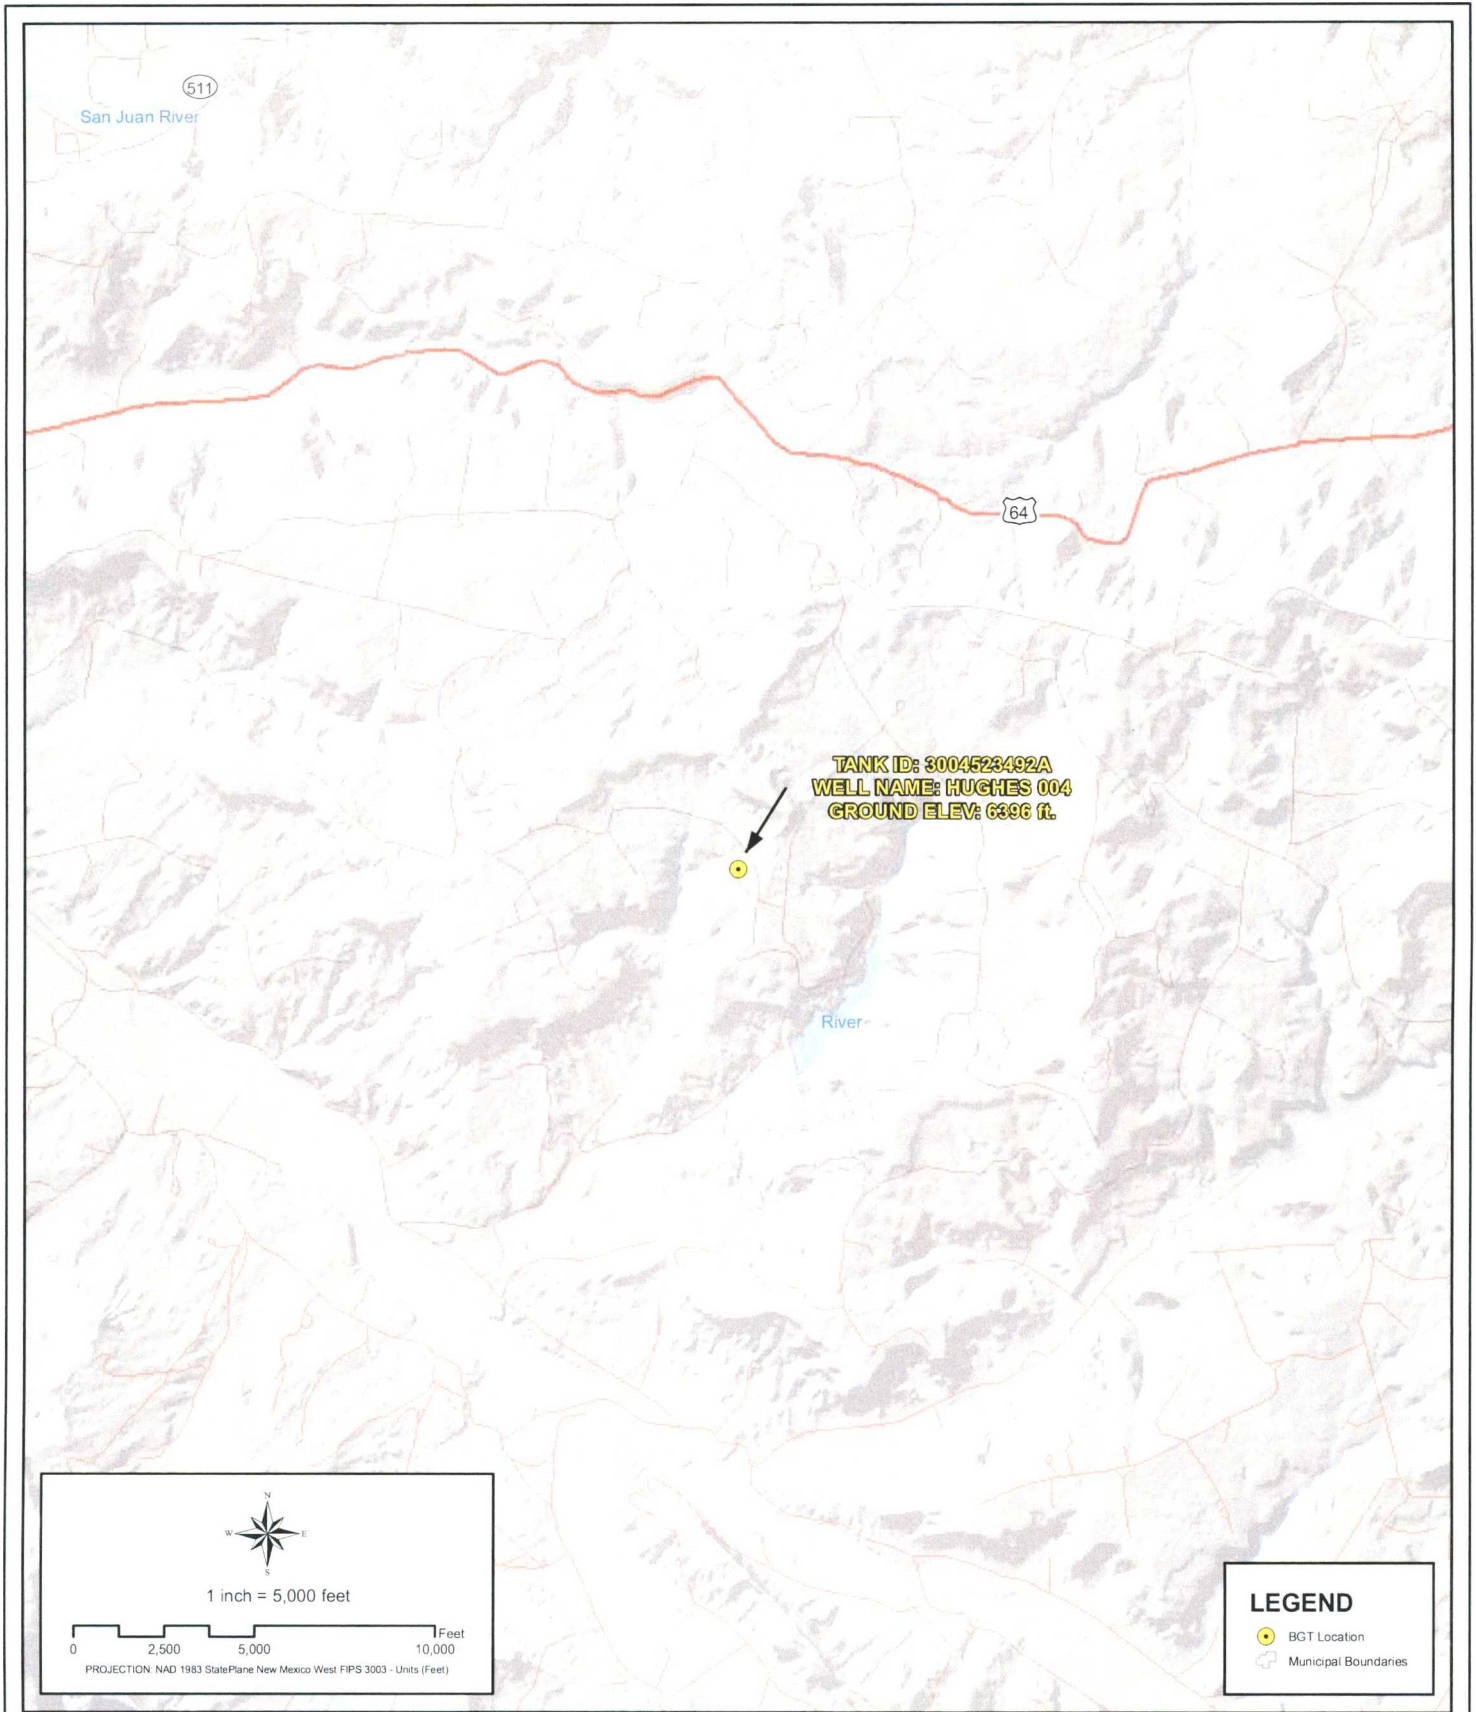 511
San Juan River
64
TANK ID: 3004523492A
WELL NAME: HUGHES 004
GROUND ELEV: 6396 ft.
River
N
W E
S
1 inch = 5,000 feet
Feet
0 2,500 5,000 10,000
PROJECTION: NAD 1983 StatePlane New Mexico West FIPS 3003 - Units (Feet)
LEGEND
BGT Location
Municipal Boundaries